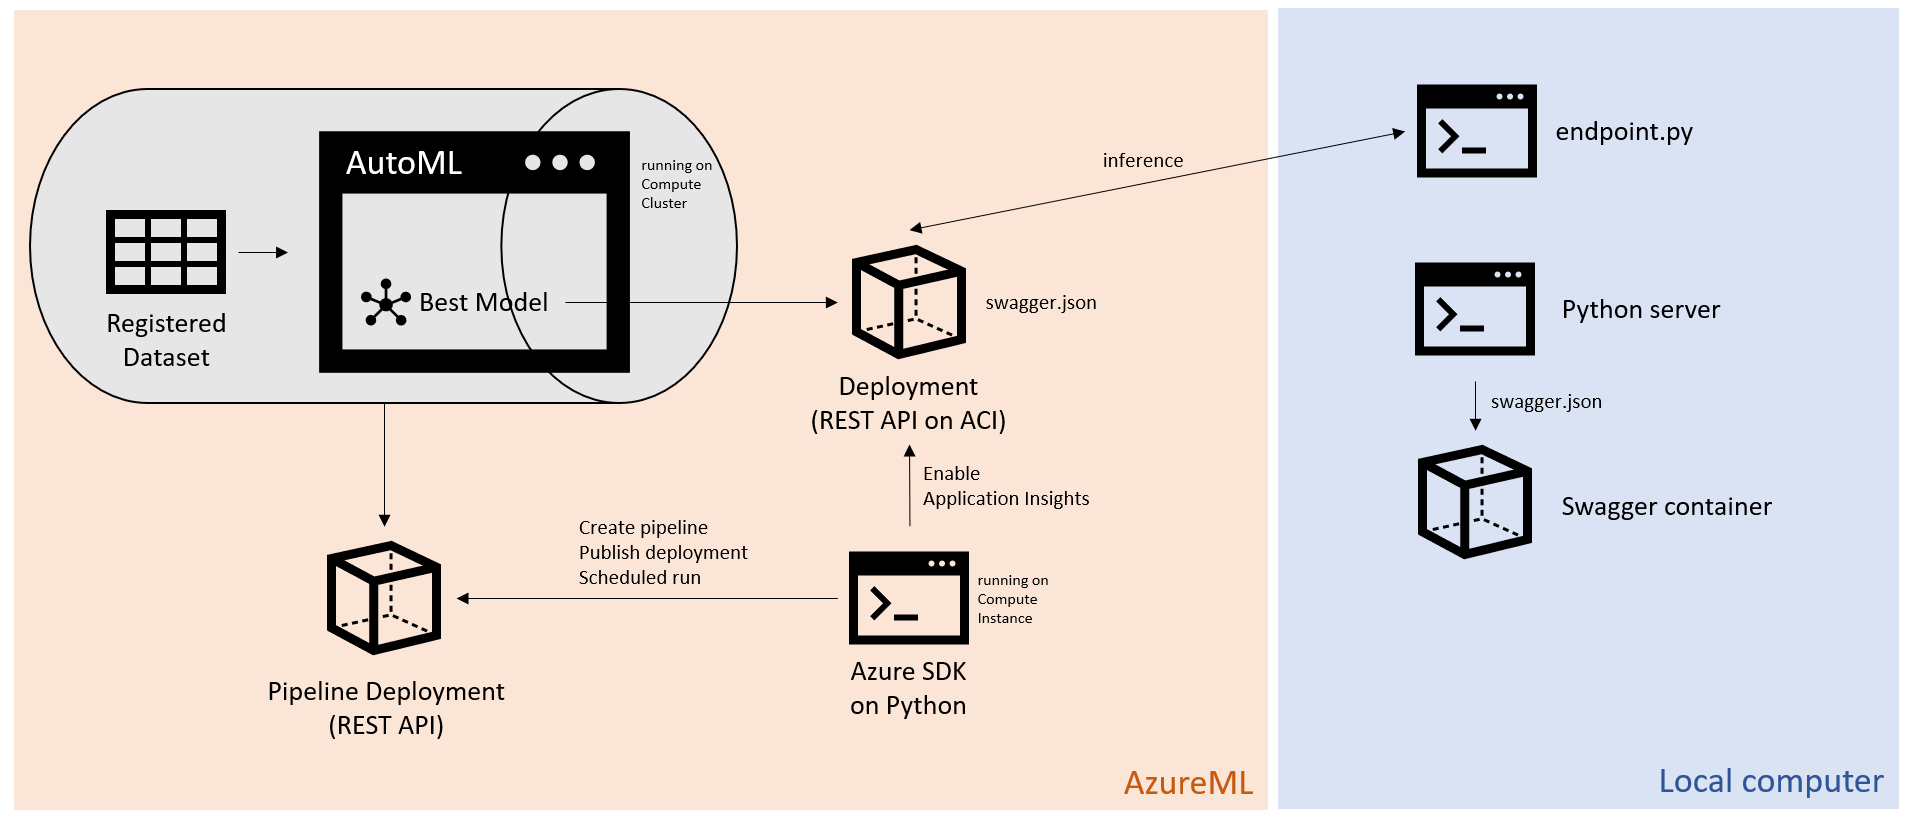 AutoML
running on
Compute
Cluster
Registered
Dataset
Best Model
inference
endpoint.py
swagger.json
Python server
Deployment
(REST API on ACI)
swagger.json
Enable
Application Insights
Swagger container
Create pipeline
Publish deployment
Scheduled run
running on
Compute
Instance
Azure SDK
on Python
Pipeline Deployment
(REST API)
AzureML
Local computer